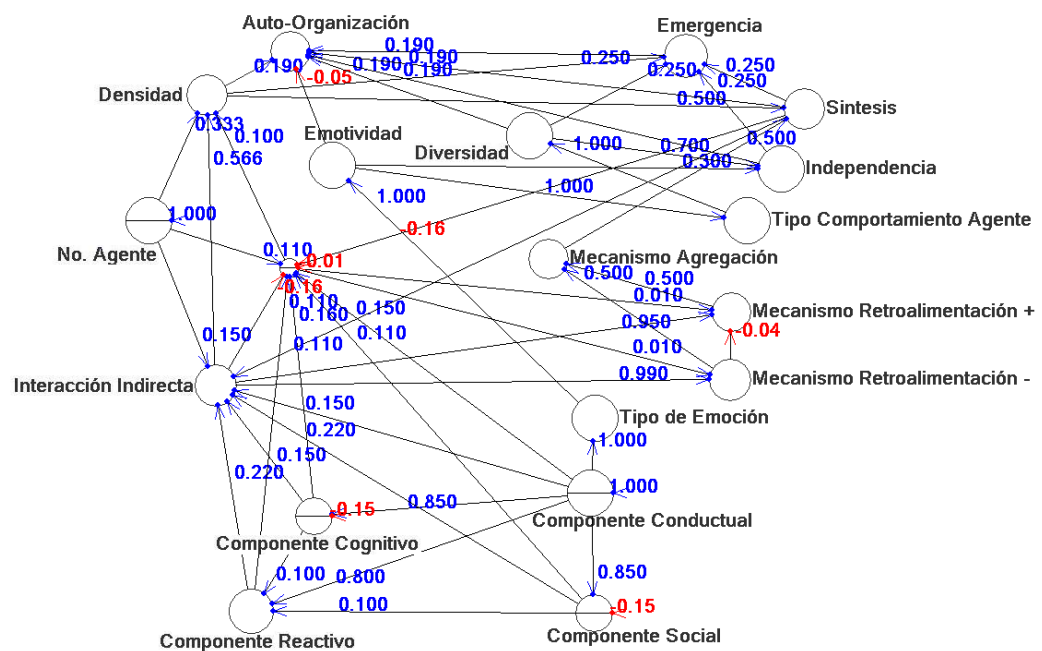 Auto-Organización
Emergencia
0.190
0.190
0.190
0.190
0.190
-0.05
0.250
0.250
0.250
0.250
Densidad
0.500
Sintesis
0.333
0.100
0.566
Emotividad
Diversidad
1.000
0.700
0.300
0.500
Independencia
1.000
1.000
1.000
No. Agente
-0.16
Tipo Comportamiento Agente
0.110
-0.01
-0.16
Mecanismo Agregación
0.500
0.500
0.010
0.110
0.160
0.150
0.110
0.950
Mecanismo Retroalimentación +
-0.04
0.150
0.110
0.010
0.990
Interacción Indirecta
Mecanismo Retroalimentación -
0.150
0.220
Tipo de Emoción
1.000
0.150
0.220
0.850
1.000
-0.15
Componente Conductual
Componente Cognitivo
0.100
0.800
0.850
0.100
-0.15
Componente Reactivo
Componente Social